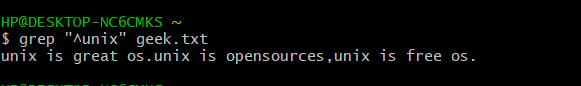 HP@DESKTOP-NC6CMKS ~
$ grep "^unix" geek.txt
unix is great os.unix is opensources,unix is free os.